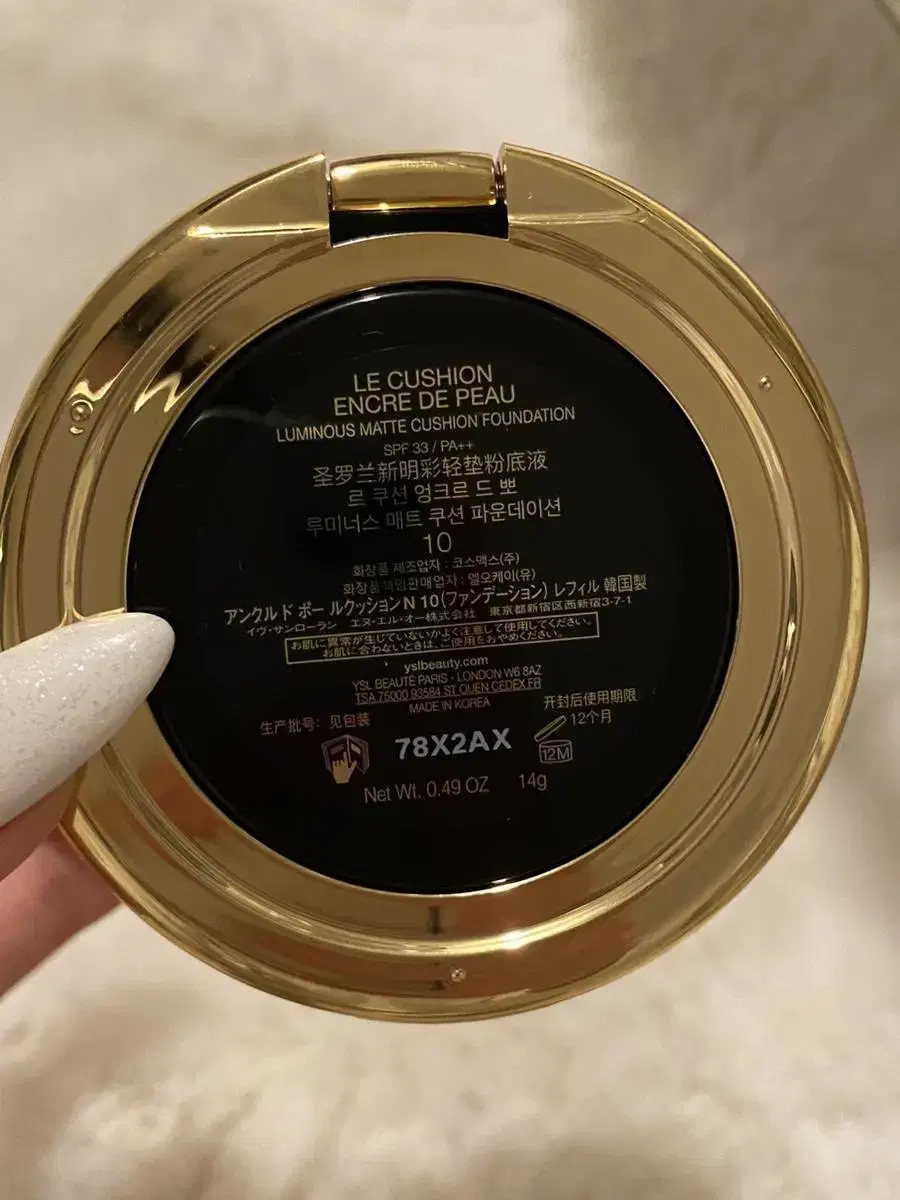 LE CUSHION
ENCRE DE PEAU
LUMINOUS MATTE CUSHION FOUNDATION
SPF 33 / PA++
圣罗兰新明彩轻垫粉底液
르 쿠션 엉크르 드 뽀
루미너스 매트 쿠션 파운데이션
10
화장품 제조업자 : 코스맥스(주)
화장품책임판매업자 : 엘오케이(유)
アンクルド ポー ルクッションN 10(ファンデーション) レフィル 韓国製
イヴ・サンローラン エヌ・エル・オー株式会社 東京都新宿区西新宿3-7-1
お肌に異常が生じていないかよく注意して使用してください。
お肌に合わないときは、ご使用をおやめください。
yslbeauty.com
YSL BEAUTÉ PARIS - LONDON W6 8AZ
TSA 75000 93584 ST OUEN CEDEX FR
MADE IN KOREA
生产批号: 见包装
开封后使用期限
12个月
78X2AX
12M
Net Wt. 0.49 OZ 14g